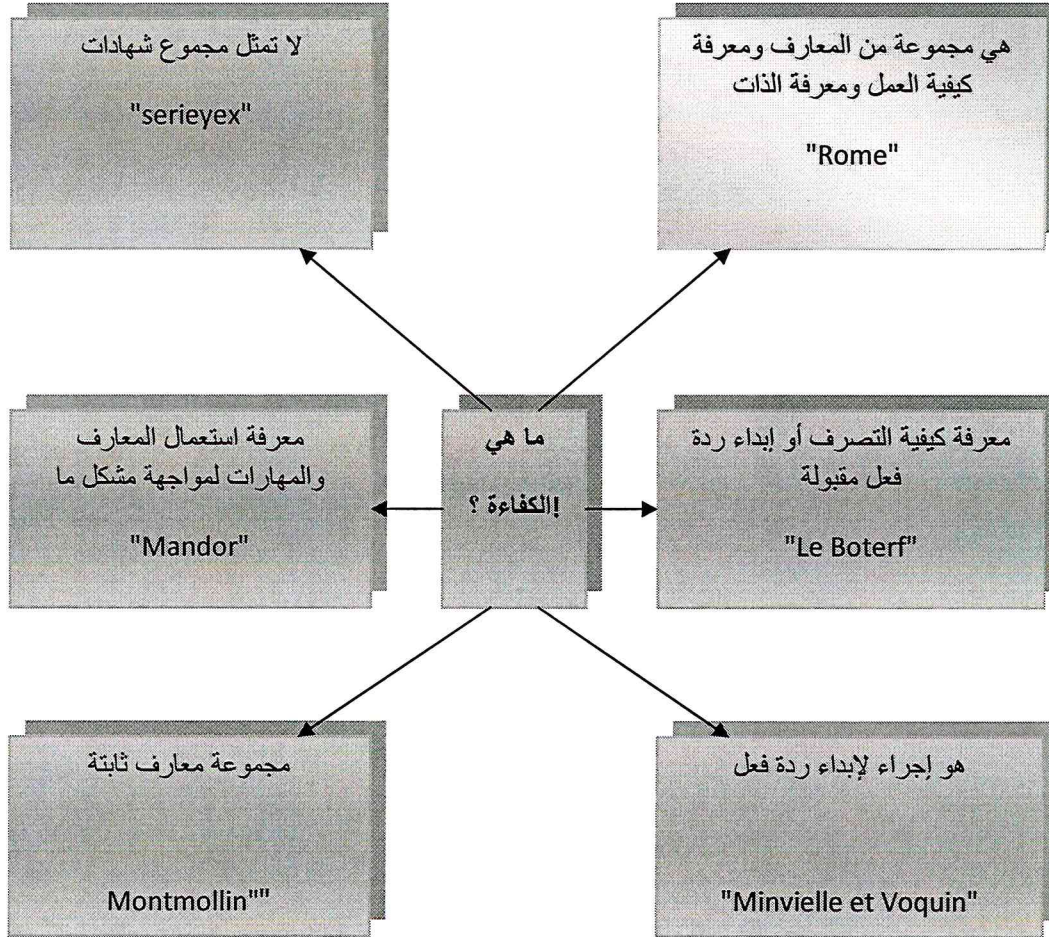 هي مجموعة من المعارف ومعرفة
كيفية العمل ومعرفة الذات
"Rome"
لا تمثل مجموع شهادات
"serieyex"
معرفة كيفية التصرف أو إبداء ردة
فعل مقبولة
"Le Boterf"
ما هي
!الكفاءة ؟
معرفة استعمال المعارف
والمهارات لمواجهة مشكل ما
"Mandor"
هو إجراء لإبداء ردة فعل
"Minvielle et Voquin"
مجموعة معارف ثابتة
Montmollin""